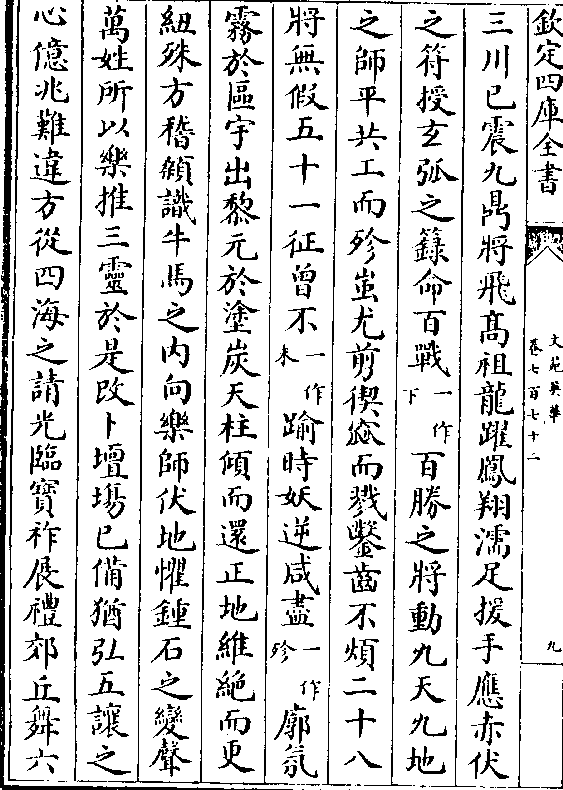 欽定四庫全書
文苑英華
卷七百七十二
九
三川已震九鼎將飛髙祖龍躍鳳翔濡足援手應赤伏
之符授玄弧之籙命百戰一作下百勝之將動九天九地
之師平共工而殄蚩尤剪猰㺄而戮鑿齒不煩二十八
將無假五十一征曾不一作未踰時妖逆咸盡一作殄廓氛
霧於區宇出黎元於塗炭天柱傾而還正地維絶而更
紐殊方稽顙識牛馬之内向樂師伏地懼鍾石之變聲
萬姓所以樂推三靈於是改卜壇塲已備猶弘五讓之
心億兆難違方從四海之請光臨寳祚展禮郊丘舞六